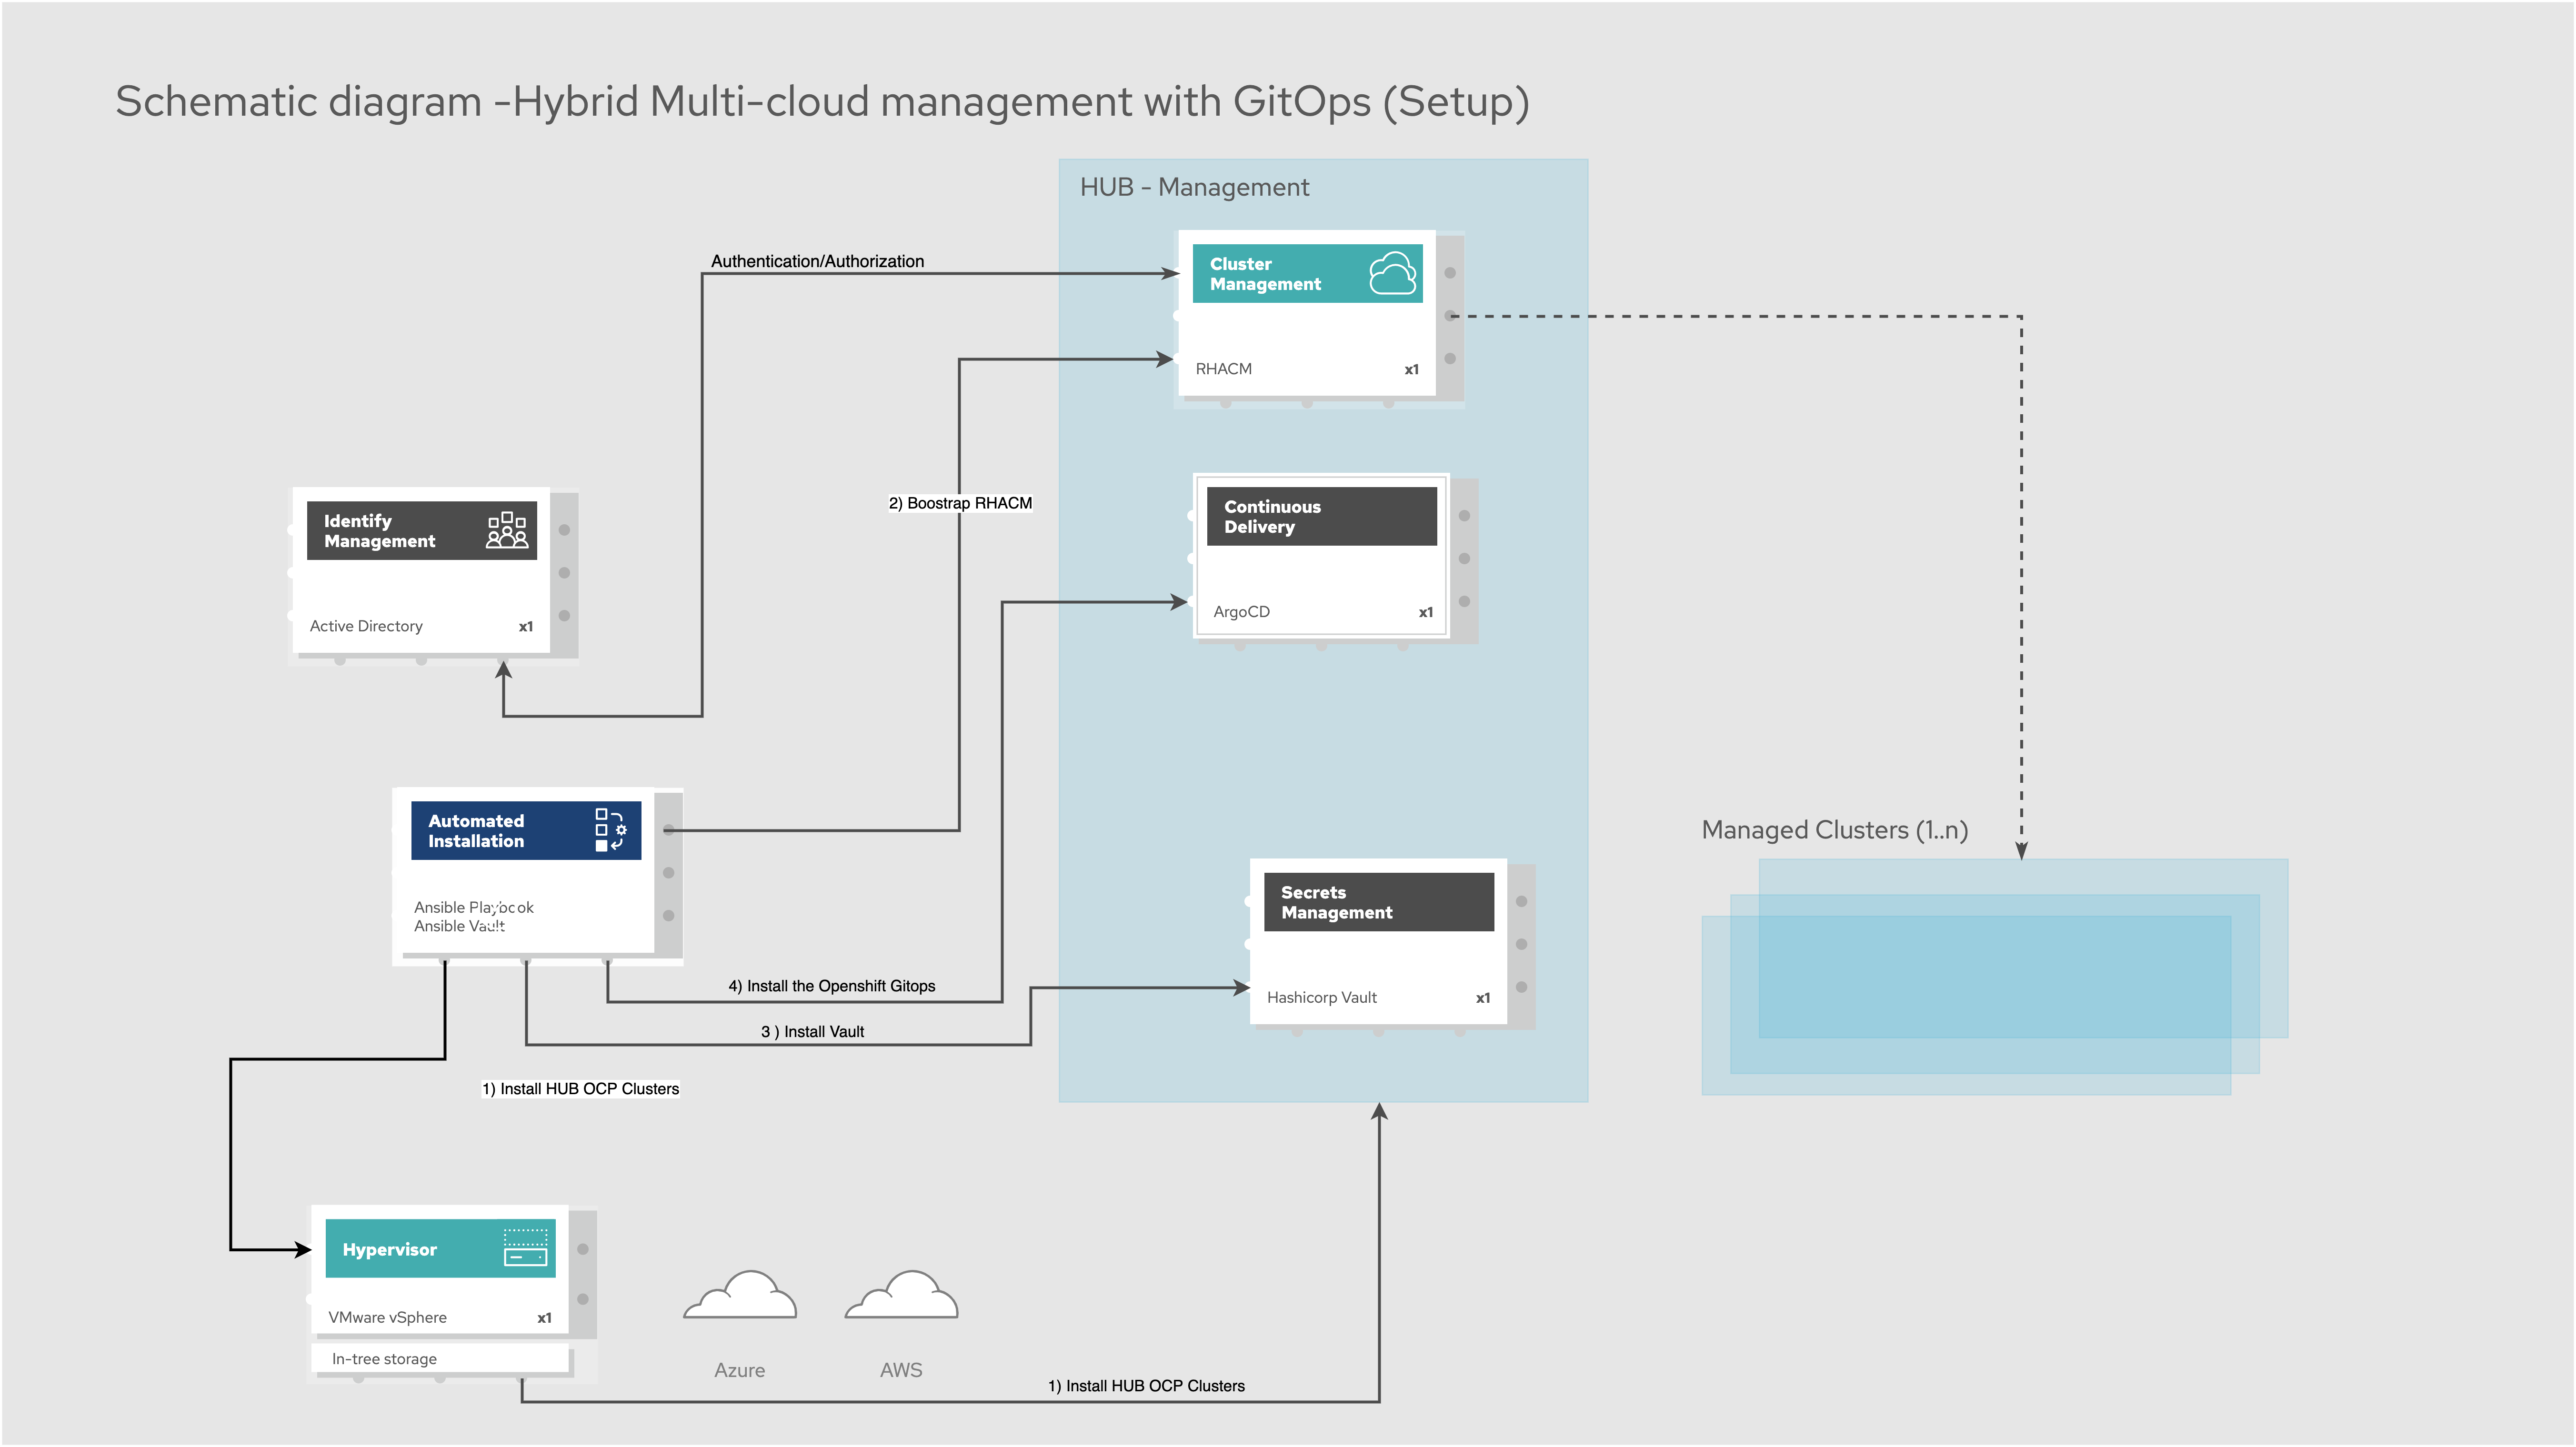 Schematic diagram -Hybrid Multi-cloud management with GitOps (Setup)
HUB - Management
Authentication/Authorization
Cluster
Management
RHACM
x1
2) Boostrap RHACM
Identify
Management
Active Directory
x1
Continuous
Delivery
ArgoCD
x1
Automated
Installation
Ansible Playbook
Ansible Vault
Managed Clusters (1..n)
Secrets
Management
Hashicorp Vault
x1
4) Install the Openshift Gitops
3 ) Install Vault
1) Install HUB OCP Clusters
Hypervisor
VMware vSphere
x1
In-tree storage
Azure
AWS
1) Install HUB OCP Clusters